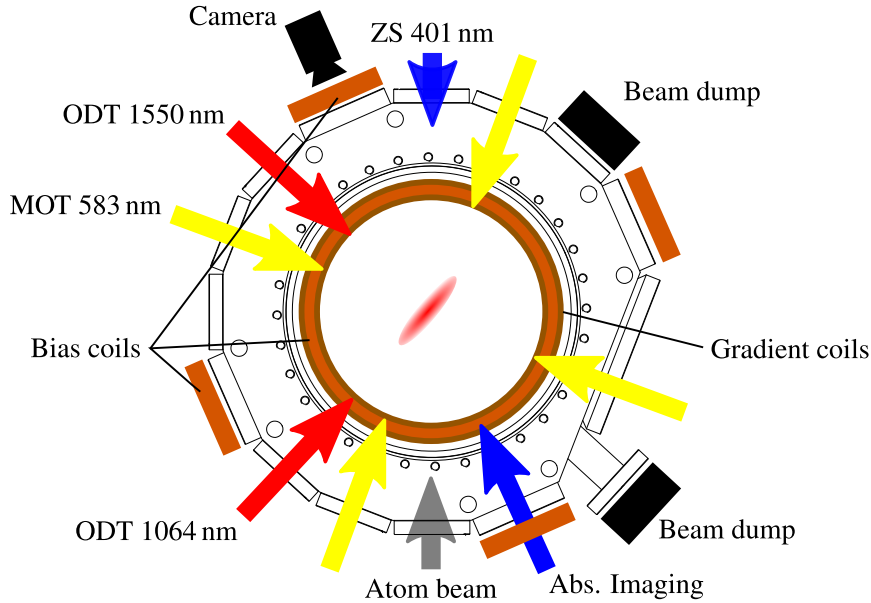 Camera
ZS 401 nm
Beam dump
ODT 1550 nm
MOT 583 nm
Bias coils
Gradient coils
ODT 1064 nm
Beam dump
Atom beam
Abs. Imaging